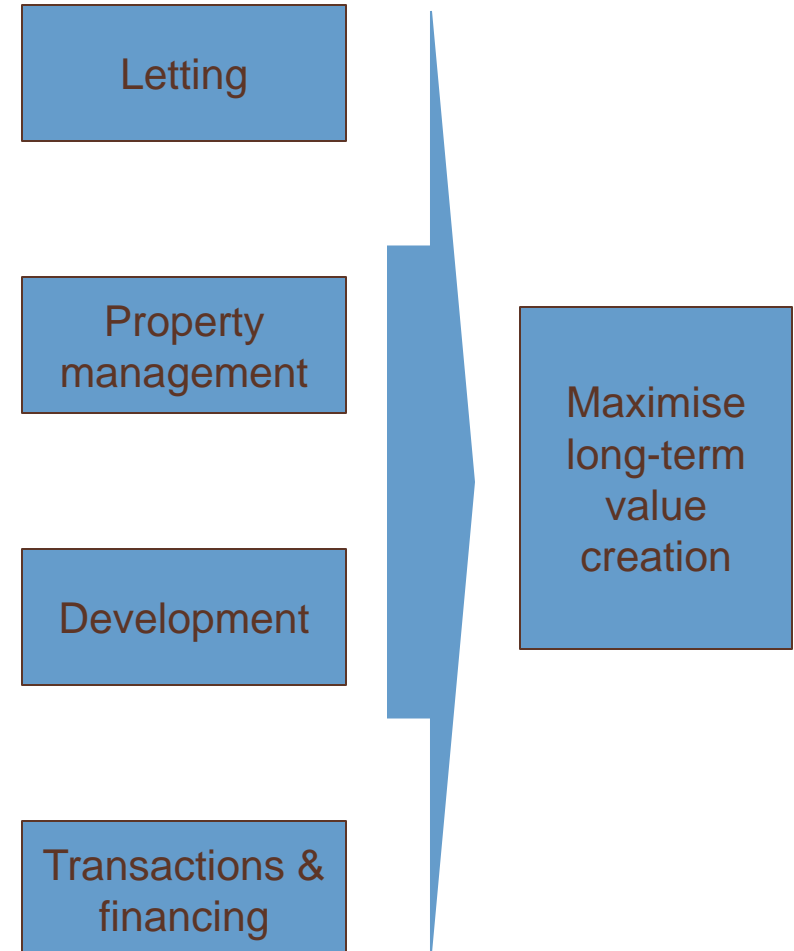 Letting
Property
management
Development
Transactions &
financing
Maximise
long-term
value
creation